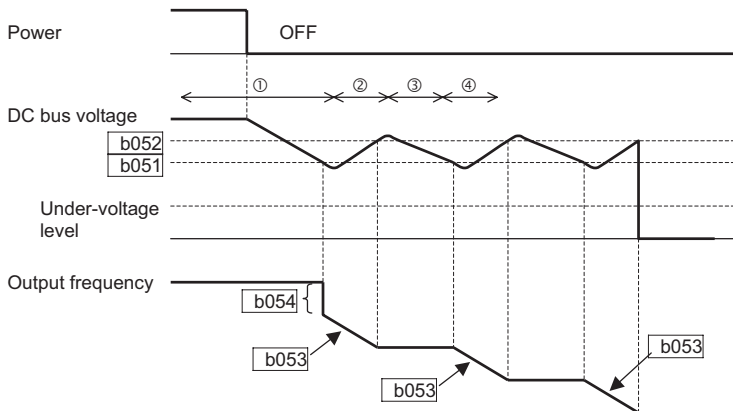 Power
OFF
① ② ③ ④
DC bus voltage
b052
b051
Under-voltage
level
Output frequency
b054
b053
b053
b053